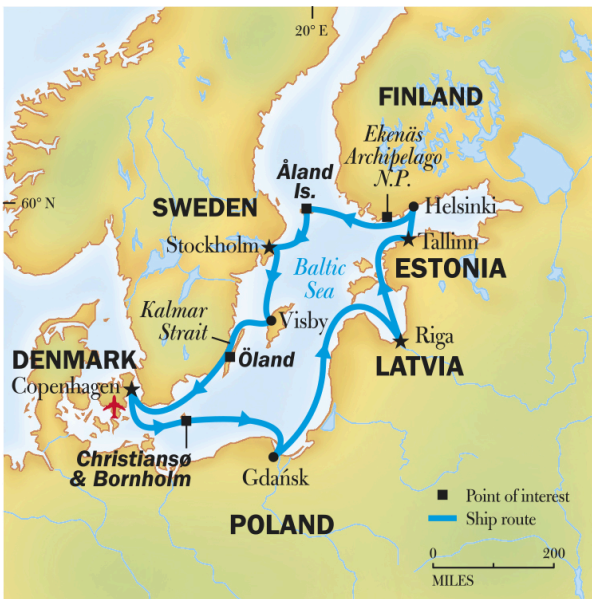 20° E
FINLAND
Ekenäs
Archipelago
N.P.
Åland
Is.
60° N
SWEDEN
Helsinki
Stockholm
Tallinn
Baltic
Sea
ESTONIA
Kalmar
Strait
Visby
Riga
Öland
LATVIA
DENMARK
Copenhagen
Christiansø
& Bornholm
Gdańsk
POLAND
Point of interest
Ship route
0 200
MILES